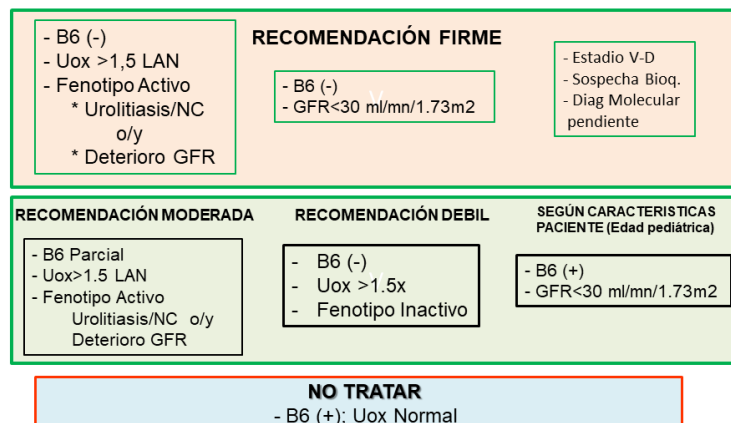 RECOMENDACIÓN FIRME
- B6 (-)
- Uox >1,5 LAN
- Fenotipo Activo
* Urolitiasis/NC
o/y
* Deterioro GFR
- B6 (-)
- GFR<30 ml/mn/1.73m2
- Estadio V-D
- Sospecha Bioq.
- Diag Molecular
pendiente
RECOMENDACIÓN MODERADA
- B6 Parcial
- Uox>1.5 LAN
- Fenotipo Activo
Urolitiasis/NC o/y
Deterioro GFR
RECOMENDACIÓN DEBIL
- B6 (-)
- Uox >1.5x
- Fenotipo Inactivo
SEGÚN CARACTERISTICAS
PACIENTE (Edad pediátrica)
- B6 (+)
- GFR<30 ml/mn/1.73m2
NO TRATAR
- B6 (+): Uox Normal